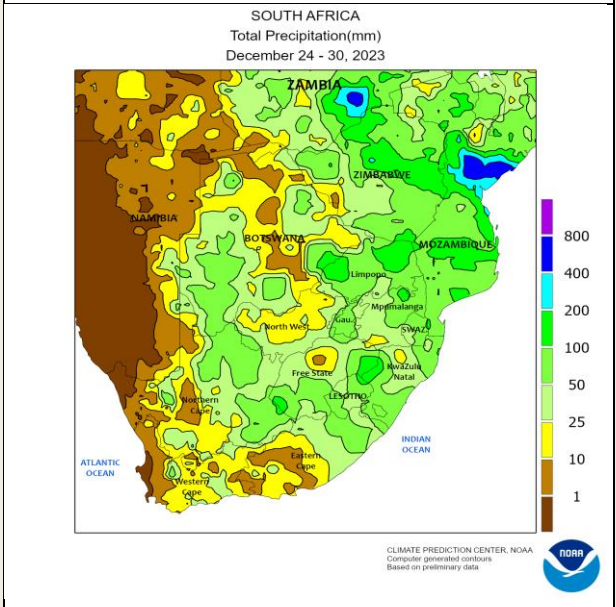 SOUTH AFRICA
Total Precipitation(mm)
December 24 - 30, 2023
ZAMBIA
ZIMBABWE
NAMIBIA
BOTSWANA
MOZAMBIQUE
Limpopo
Mpumalanga
North West
Gau.
SWAZ.
Free State
KwaZulu
Natal
Northern
Cape
LESOTHO
INDIAN
OCEAN
Eastern
Cape
ATLANTIC
OCEAN
Western
Cape
800
400
200
100
50
25
10
1
CLIMATE PREDICTION CENTER, NOAA
Computer generated contours
Based on preliminary data
NOAA